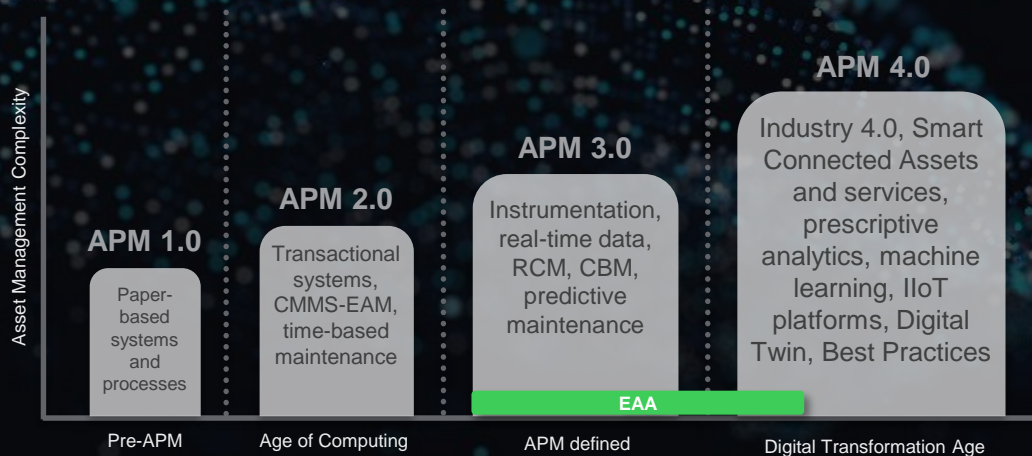 Asset Management Complexity
APM 1.0
Paper-
based
systems
and
processes
Pre-APM
APM 2.0
Transactional
systems,
CMMS-EAM,
time-based
maintenance
Age of Computing
APM 3.0
Instrumentation,
real-time data,
RCM, CBM,
predictive
maintenance
EAA
APM defined
APM 4.0
Industry 4.0, Smart
Connected Assets
and services,
prescriptive
analytics, machine
learning, IIoT
platforms, Digital
Twin, Best Practices
Digital Transformation Age